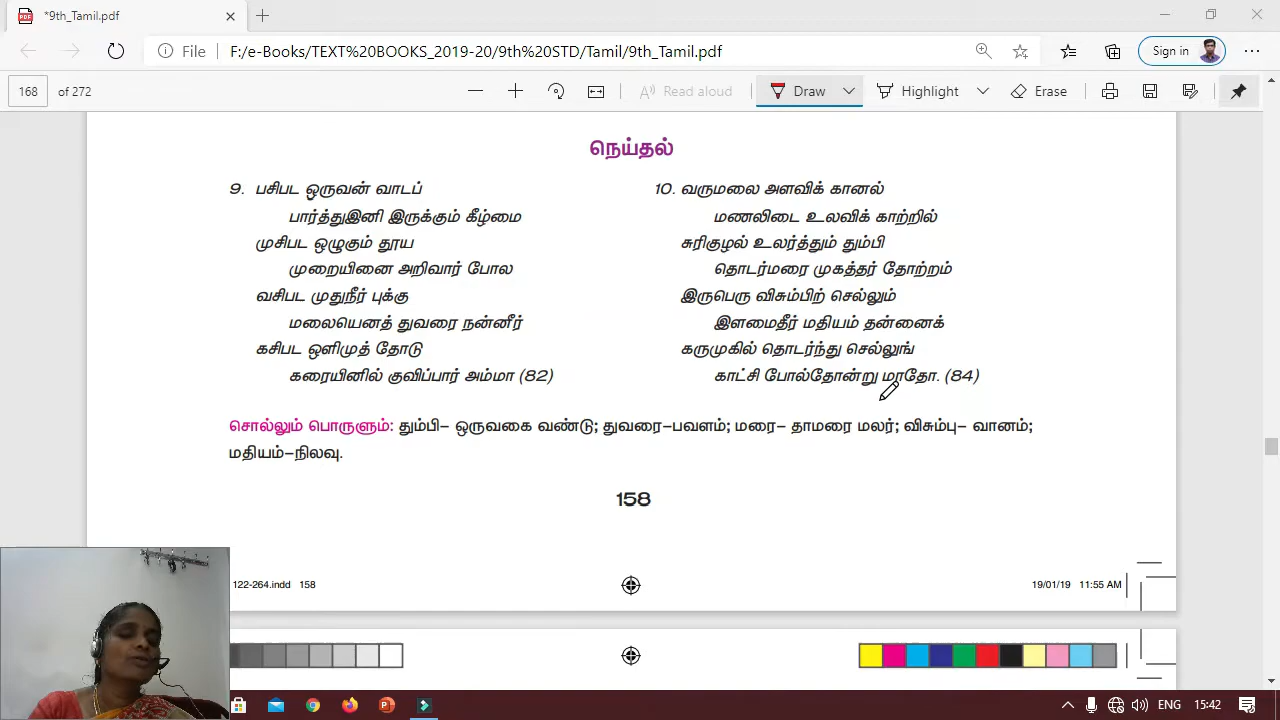 *9th_Tamil.pdf
File F:/e-Books/TEXT%20BOOKS_2019-20/9th%20STD/Tamil/9th_Tamil.pdf Sign in
168 of 272 Read aloud Draw Highlight Erase
நெய்தல்
9. பசிபட ஒருவன் வாடப்
பார்த்துஇனி இருக்கும் கீழ்மை
முசிபட ஒழுகும் தூய
முறையினை அறிவார் போல
வசிபட முதுநீர் புக்கு
மலையெனத் துவரை நன்னீர்
கசிபட ஒளிமுத் தோடு
கரையினில் குவிப்பார் அம்மா (82)
10. வருமலை அளவிக் கானல்
மணலிடை உலவிக் காற்றில்
சுரிகுழல் உலர்த்தும் தும்பி
தொடர்மரை முகத்தர் தோற்றம்
இருபெரு விசும்பிற் செல்லும்
இளமைதீர் மதியம் தன்னைக்
கருமுகில் தொடர்ந்து செல்லுங்
காட்சி போல்தோன்று மாதோ. (84)
சொல்லும் பொருளும்: தும்பி– ஒருவகை வண்டு; துவரை–பவளம்; மரை– தாமரை மலர்; விசும்பு– வானம்;
மதியம்–நிலவு.
158
122-264.indd 158 19/01/19 11:55 AM
ENG 15:42